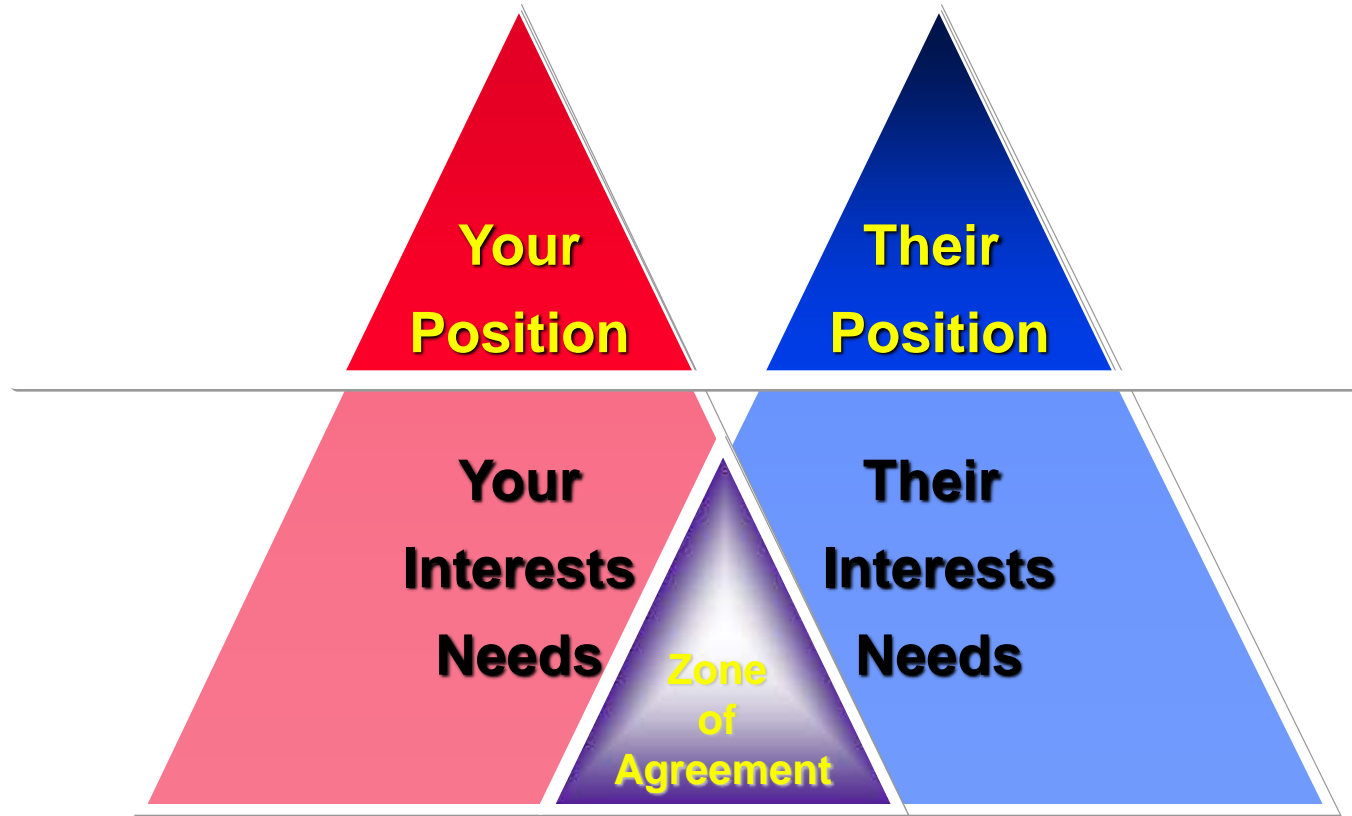 Your
Position
Their
Position
Your
Interests
Needs
Their
Interests
Needs
Zone
of
Agreement